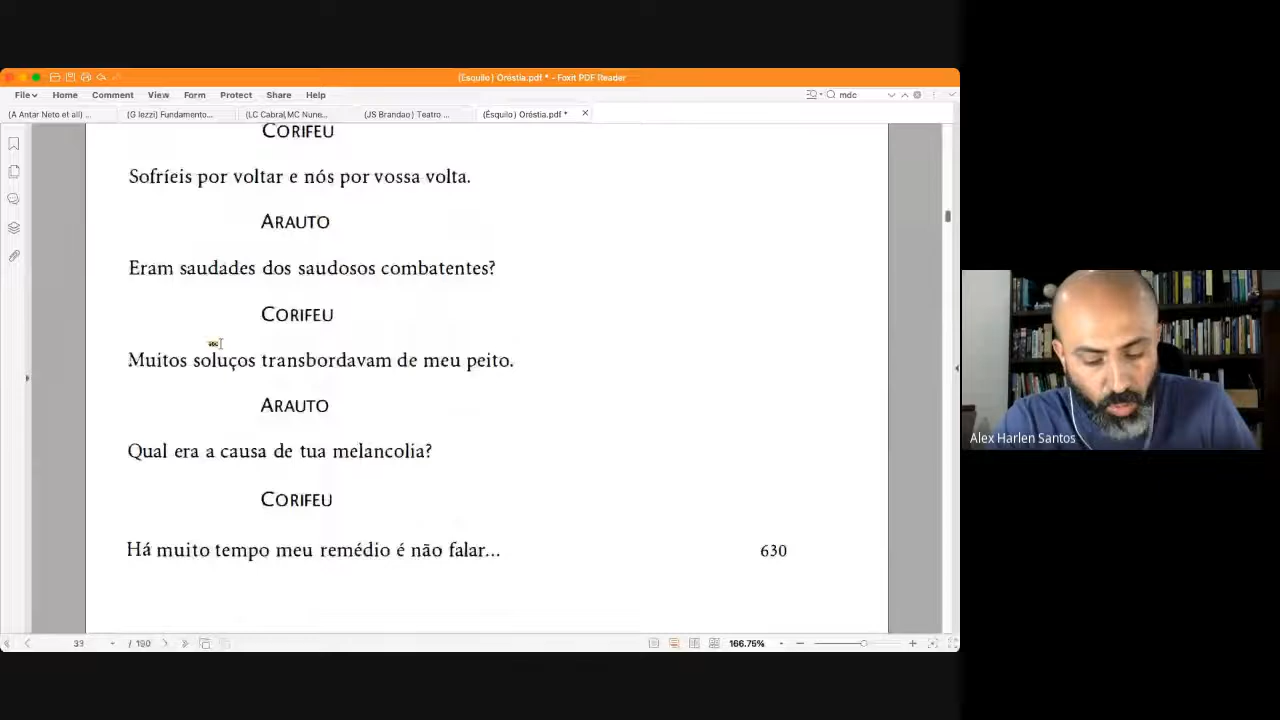 (Ésquilo) Oréstia.pdf * - Foxit PDF Reader
File Home Comment View Form Protect Share Help mdc
(A Antar Neto et all) ... (G Iezzi) Fundamento... (LC Cabral,MC Nune... (JS Brandao) Teatro ... (Ésquilo) Oréstia.pdf *
CORIFEU
Sofríeis por voltar e nós por vossa volta.
ARAUTO
Eram saudades dos saudosos combatentes?
CORIFEU
Muitos soluços transbordavam de meu peito.
ARAUTO
Qual era a causa de tua melancolia?
CORIFEU
Há muito tempo meu remédio é não falar... 630
Alex Harlen Santos
33 / 190 166.75%